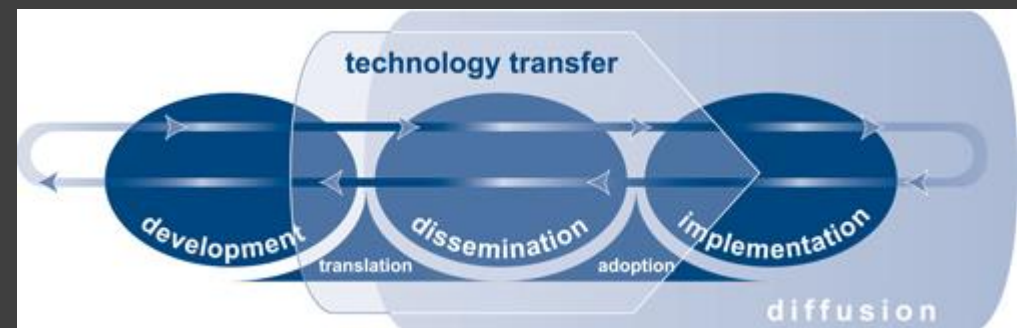 technology transfer
development
dissemination
implementation
translation
adoption
diffusion